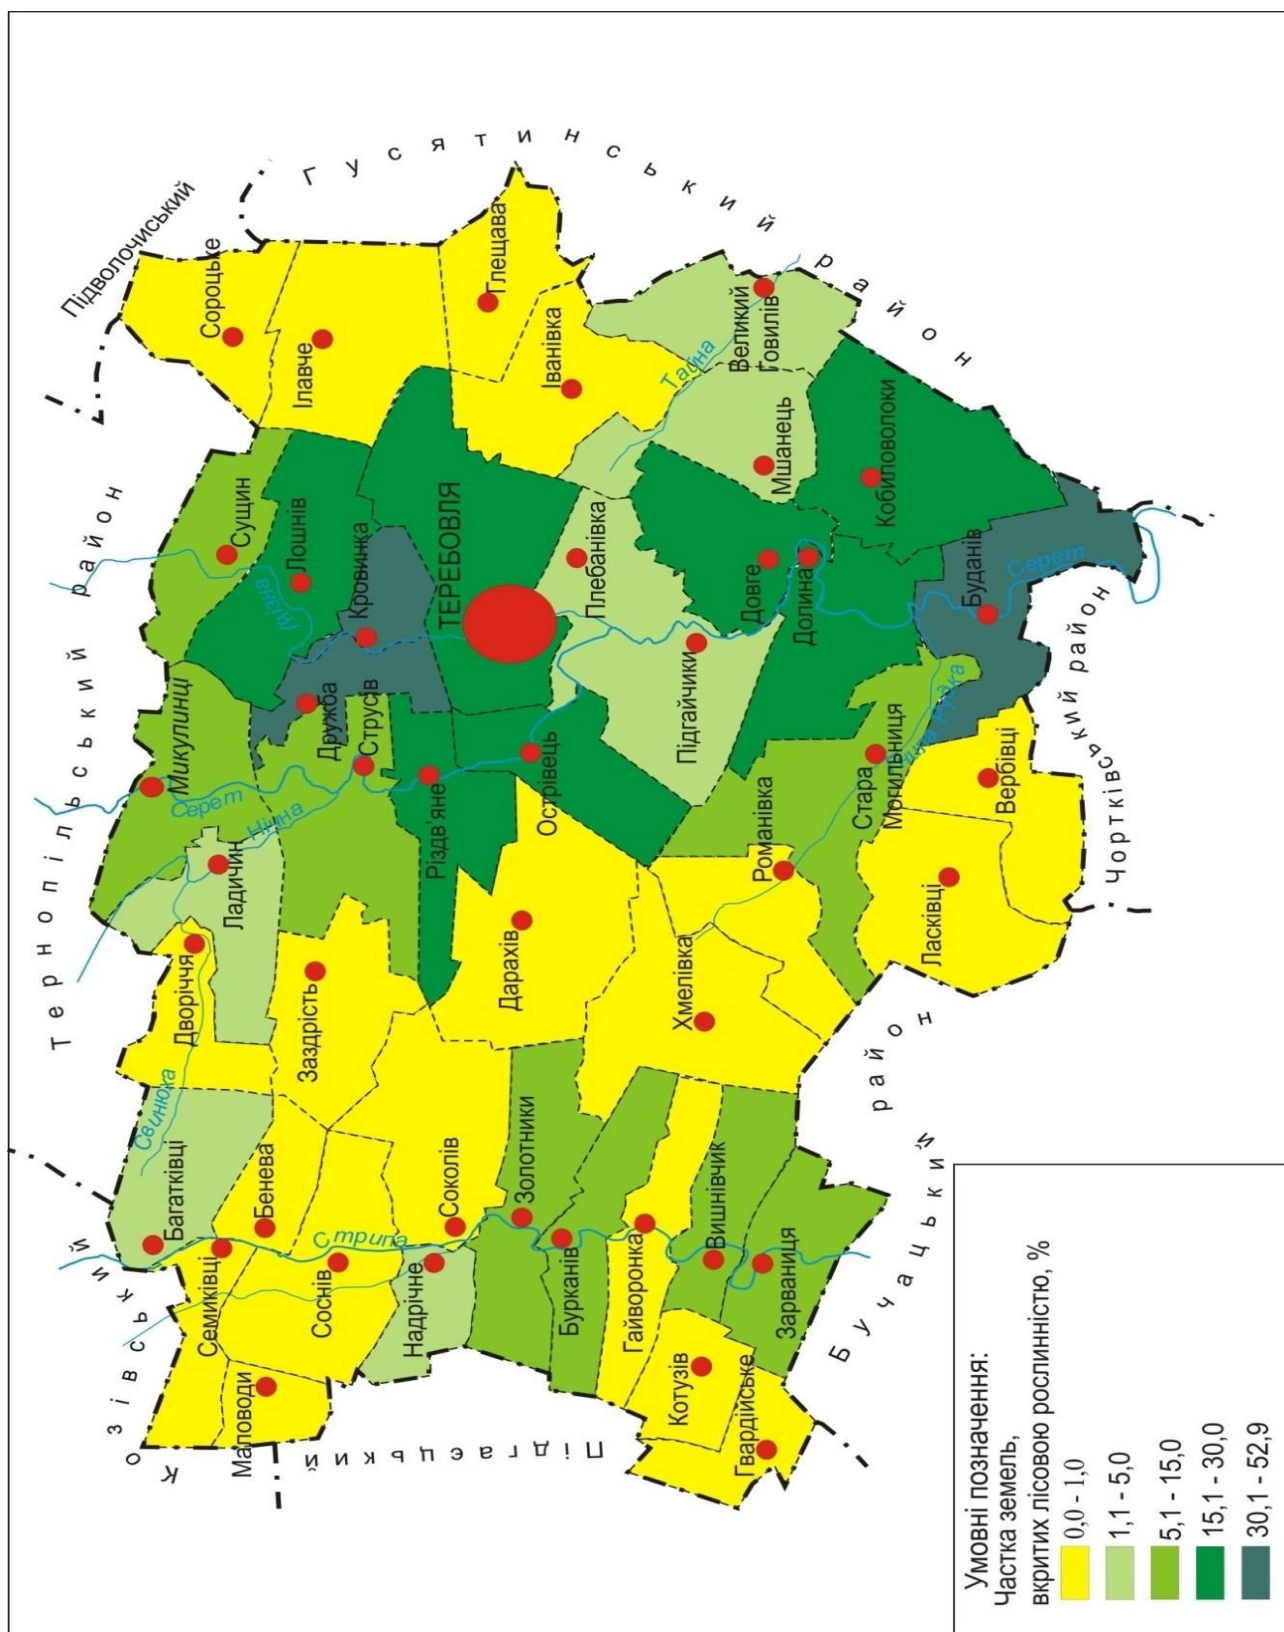 Підволочиський
Тернопільський район
Гусятинський район
Козівський
Підгаєцький
Бучацький район
Чортківський район
Сороцьке
Ілавче
Глещава
Іванівка
Великий
Говилів
Тайна
Мшанець
Кобиловолоки
Сущин
Лошнів
Гнізна
Кровинка
ТЕРЕБОВЛЯ
Плебанівка
Довге
Долина
Підгайчики
Буданів
Серет
Микулинці
Дружба
Струсів
Серет
Нічна
Різдв'яне
Острівець
Ладичин
Дворіччя
Заздрість
Дарахів
Романівка
Стара
Могильниця
Рудка
Вербівці
Ласківці
Хмелівка
Свинюха
Багатківці
Бенева
Семиківці
Стрипа
Соснів
Маловоди
Надрічне
Соколів
Золотники
Бурканів
Гайворонка
Вишнівчик
Зарваниця
Котузів
Гвардійське
Умовні позначення:
Частка земель,
вкритих лісовою рослинністю, %
0,0 - 1,0
1,1 - 5,0
5,1 - 15,0
15,1 - 30,0
30,1 - 52,9